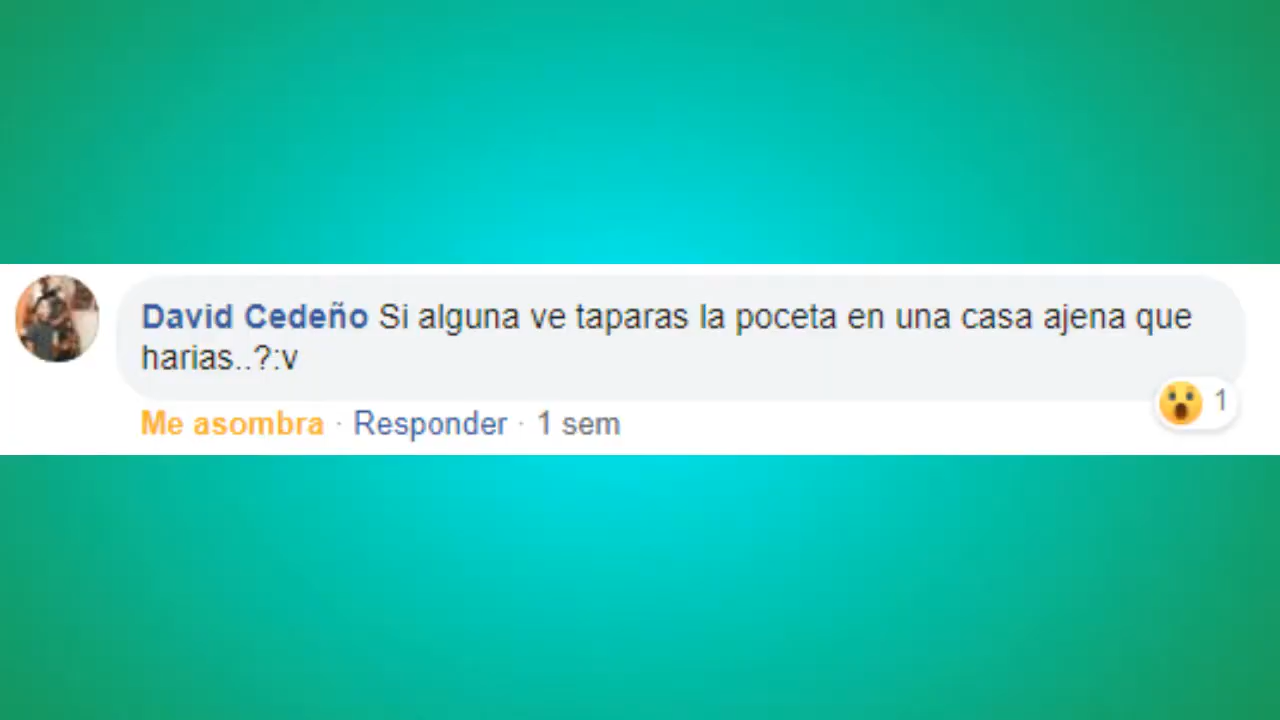 David Cedeño Si alguna ve taparas la poceta en una casa ajena que
harias..?:v
Me asombra · Responder · 1 sem
1